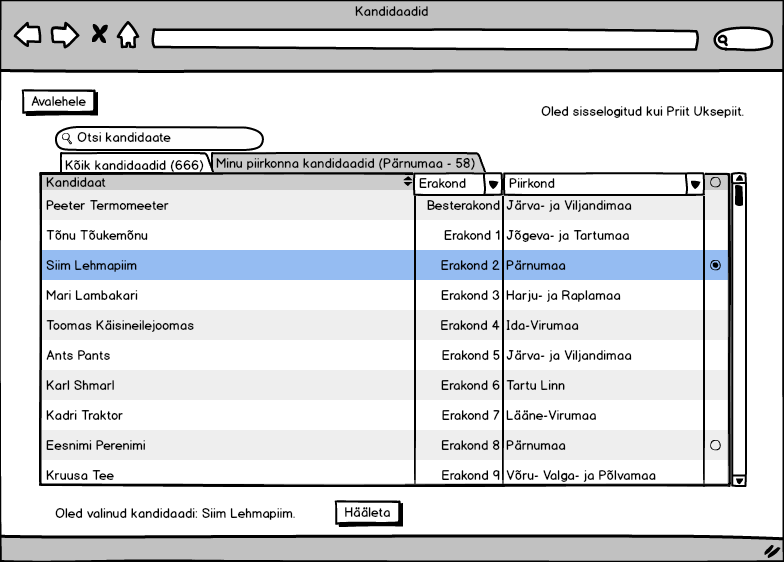 Kandidaadid
Avalehele
Oled sisselogitud kui Priit Uksepiit.
Otsi kandidaate
Kõik kandidaadid (666) Minu piirkonna kandidaadid (Pärnumaa - 58)
Kandidaat Erakond Piirkond
Peeter Termomeeter Besterakond Järva- ja Viljandimaa
Tõnu Tõukemõnu Erakond 1 Jõgeva- ja Tartumaa
Siim Lehmapiim Erakond 2 Pärnumaa
Mari Lambakari Erakond 3 Harju- ja Raplamaa
Toomas Käisineilejoomas Erakond 4 Ida-Virumaa
Ants Pants Erakond 5 Järva- ja Viljandimaa
Karl Shmarl Erakond 6 Tartu Linn
Kadri Traktor Erakond 7 Lääne-Virumaa
Eesnimi Perenimi Erakond 8 Pärnumaa
Kruusa Tee Erakond 9 Võru- Valga- ja Põlvamaa
Oled valinud kandidaadi: Siim Lehmapiim. Hääleta